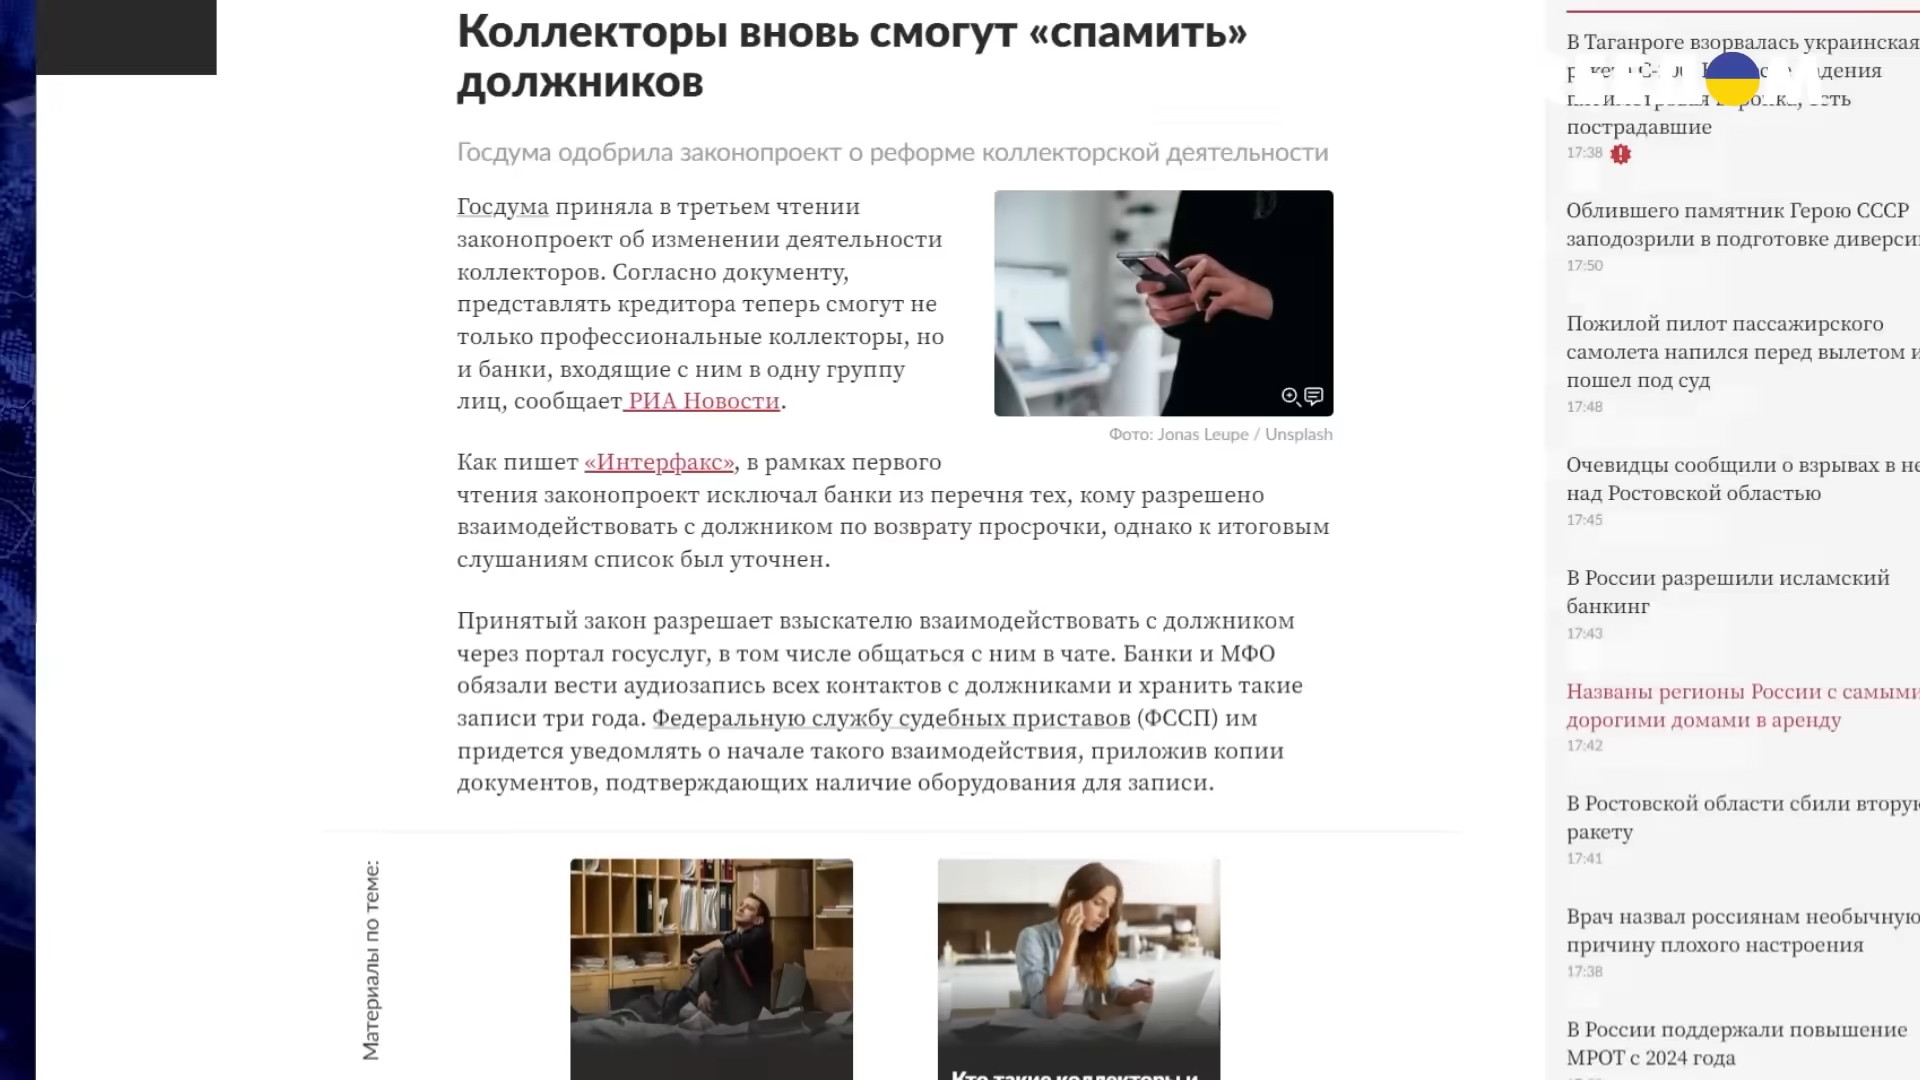 Коллекторы вновь смогут «спамить»
должников
Госдума одобрила законопроект о реформе коллекторской деятельности
Госдума приняла в третьем чтении
законопроект об изменении деятельности
коллекторов. Согласно документу,
представлять кредитора теперь смогут не
только профессиональные коллекторы, но
и банки, входящие с ним в одну группу
лиц, сообщает РИА Новости.
Фото: Jonas Leupe / Unsplash
Как пишет «Интерфакс», в рамках первого
чтения законопроект исключал банки из перечня тех, кому разрешено
взаимодействовать с должником по возврату просрочки, однако к итоговым
слушаниям список был уточнен.
Принятый закон разрешает взыскателю взаимодействовать с должником
через портал госуслуг, в том числе общаться с ним в чате. Банки и МФО
обязали вести аудиозапись всех контактов с должниками и хранить такие
записи три года. Федеральную службу судебных приставов (ФССП) им
придется уведомлять о начале такого взаимодействия, приложив копии
документов, подтверждающих наличие оборудования для записи.
Материалы по теме:
Кто такие коллекторы и
В Таганроге взорвалась украинская
пострадавшие
17:38
Облившего памятник Герою СССР
заподозрили в подготовке диверси
17:50
Пожилой пилот пассажирского
самолета напился перед вылетом и
пошел под суд
17:48
Очевидцы сообщили о взрывах в не
над Ростовской областью
17:45
В России разрешили исламский
банкинг
17:43
Названы регионы России с самыми
дорогими домами в аренду
17:42
В Ростовской области сбили вторую
ракету
17:41
Врач назвал россиянам необычную
причину плохого настроения
17:38
В России поддержали повышение
МРОТ с 2024 года